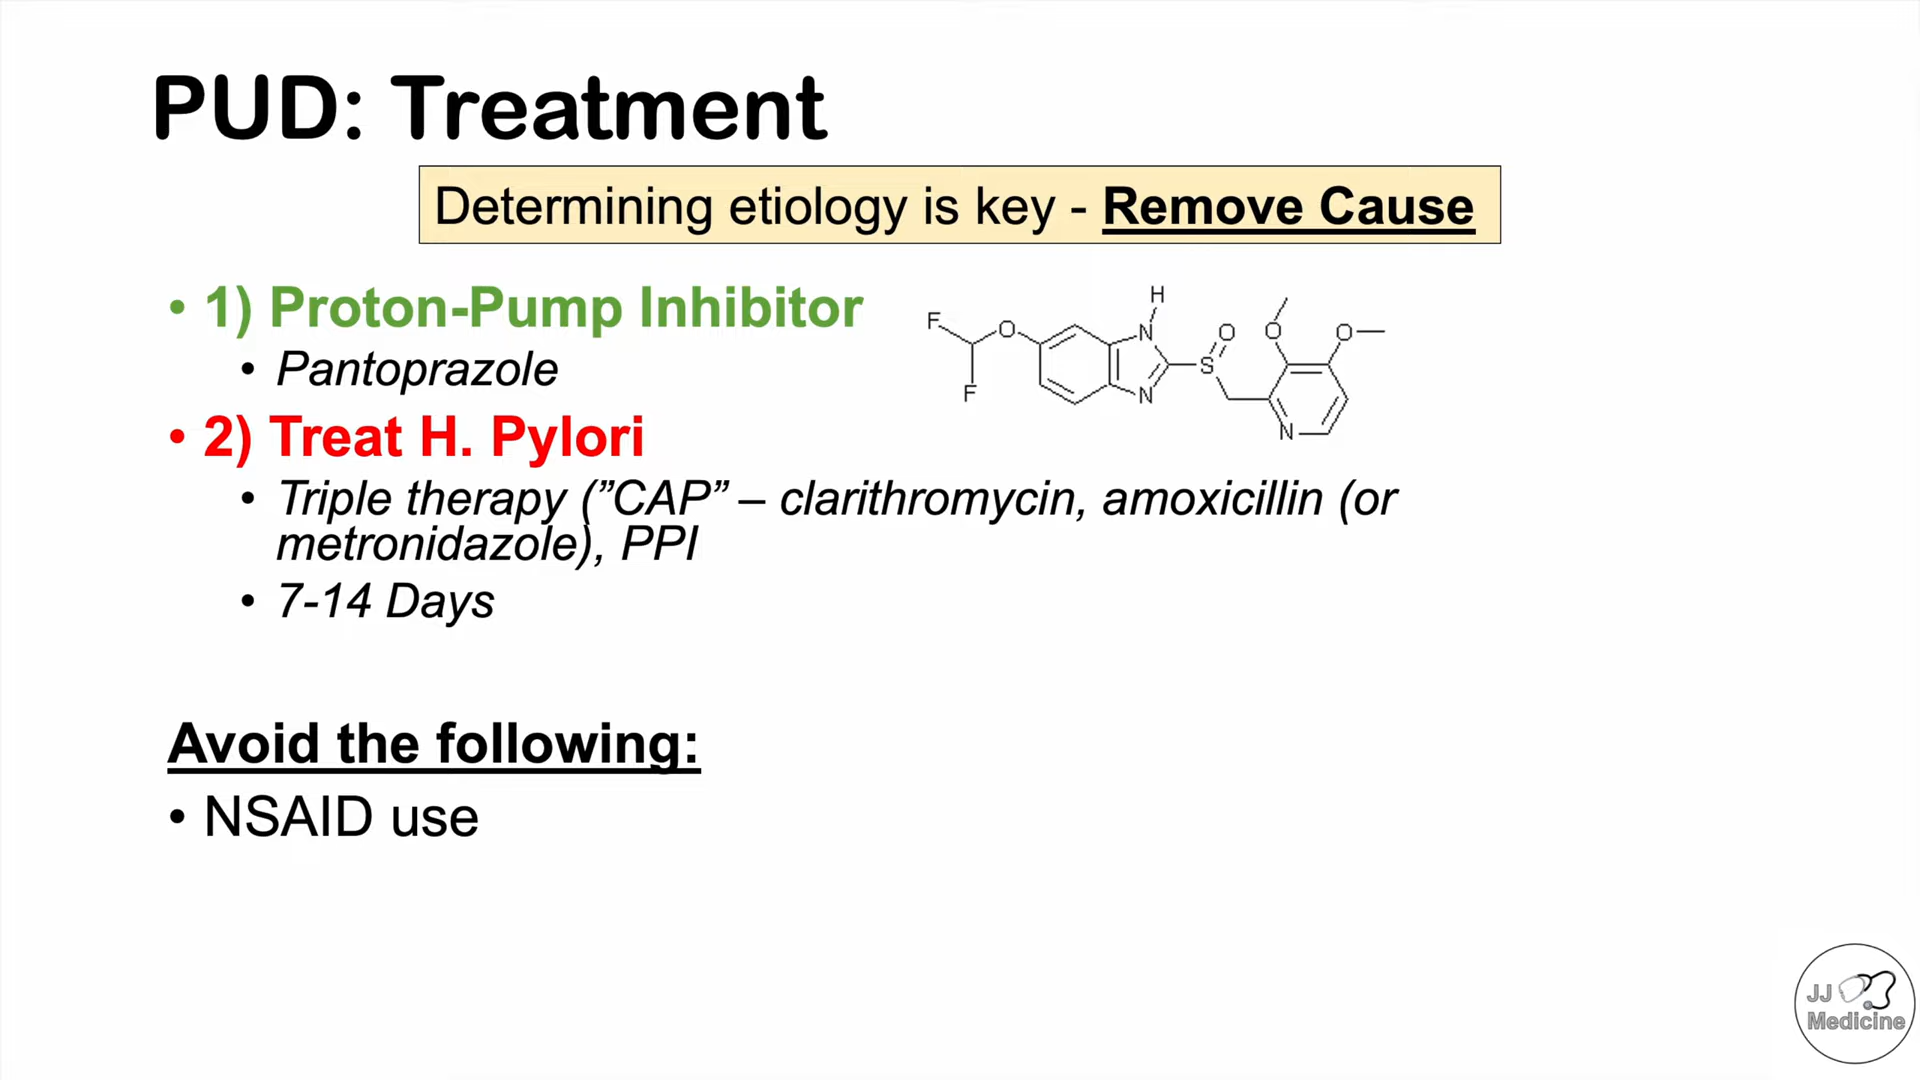 PUD: Treatment
Determining etiology is key - Remove Cause
• 1) Proton-Pump Inhibitor
• Pantoprazole
• 2) Treat H. Pylori
• Triple therapy (”CAP” – clarithromycin, amoxicillin (or
metronidazole), PPI
• 7-14 Days
H
F
O
N
O
O
O
S
F
N
N
Avoid the following:
• NSAID use
JJ
Medicine